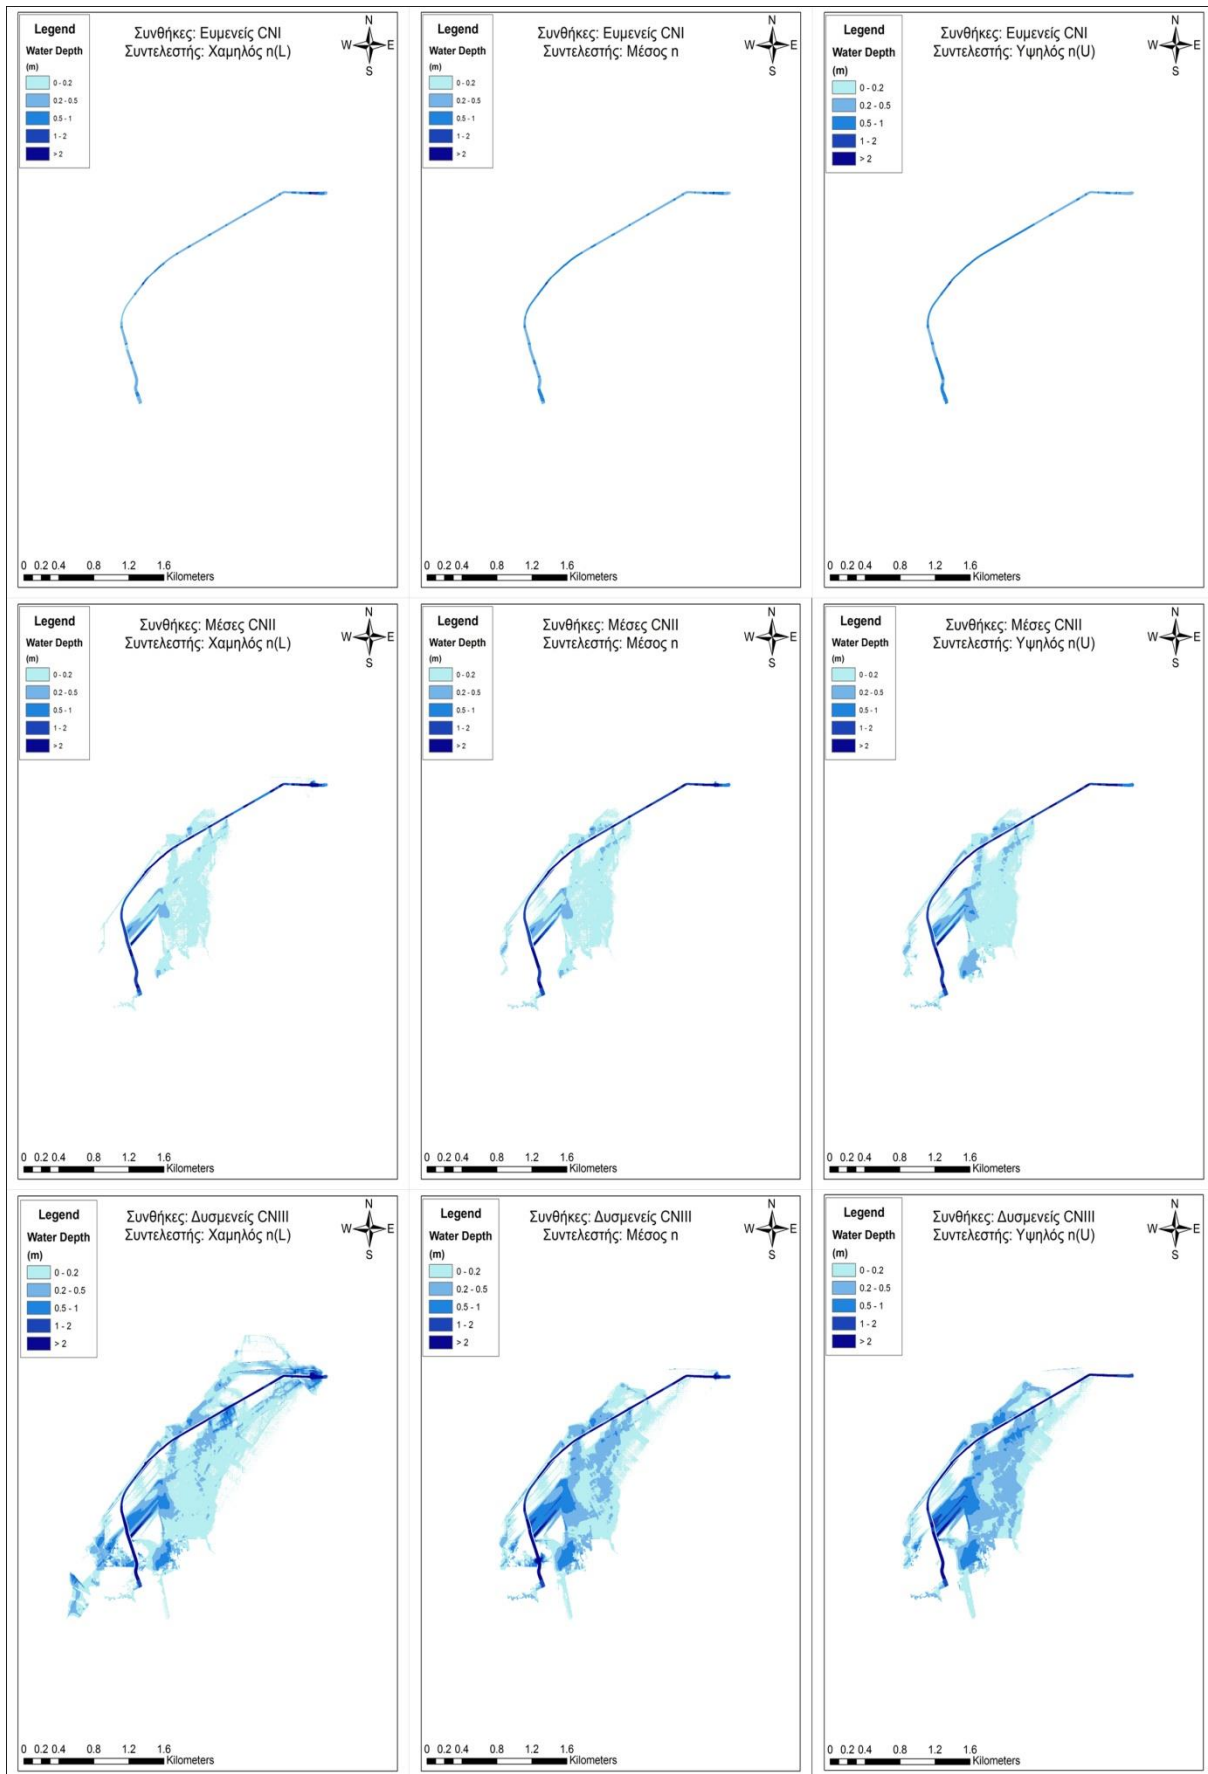 Legend
Water Depth
(m)
0 - 0.2
0.2 - 0.5
0.5 - 1
1 - 2
> 2
Συνθήκες: Ευμενείς CNI
Συντελεστής: Χαμηλός n(L)
N
W E
S
0 0.2 0.4 0.8 1.2 1.6
Kilometers
Legend
Water Depth
(m)
0 - 0.2
0.2 - 0.5
0.5 - 1
1 - 2
> 2
Συνθήκες: Ευμενείς CNI
Συντελεστής: Μέσος n
N
W E
S
0 0.2 0.4 0.8 1.2 1.6
Kilometers
Legend
Water Depth
(m)
0 - 0.2
0.2 - 0.5
0.5 - 1
1 - 2
> 2
Συνθήκες: Ευμενείς CNI
Συντελεστής: Υψηλός n(U)
N
W E
S
0 0.2 0.4 0.8 1.2 1.6
Kilometers
Legend
Water Depth
(m)
0 - 0.2
0.2 - 0.5
0.5 - 1
1 - 2
> 2
Συνθήκες: Μέσες CNII
Συντελεστής: Χαμηλός n(L)
N
W E
S
0 0.2 0.4 0.8 1.2 1.6
Kilometers
Legend
Water Depth
(m)
0 - 0.2
0.2 - 0.5
0.5 - 1
1 - 2
> 2
Συνθήκες: Μέσες CNII
Συντελεστής: Μέσος n
N
W E
S
0 0.2 0.4 0.8 1.2 1.6
Kilometers
Legend
Water Depth
(m)
0 - 0.2
0.2 - 0.5
0.5 - 1
1 - 2
> 2
Συνθήκες: Μέσες CNII
Συντελεστής: Υψηλός n(U)
N
W E
S
0 0.2 0.4 0.8 1.2 1.6
Kilometers
Legend
Water Depth
(m)
0 - 0.2
0.2 - 0.5
0.5 - 1
1 - 2
> 2
Συνθήκες: Δυσμενείς CNIII
Συντελεστής: Χαμηλός n(L)
N
W E
S
0 0.2 0.4 0.8 1.2 1.6
Kilometers
Legend
Water Depth
(m)
0 - 0.2
0.2 - 0.5
0.5 - 1
1 - 2
> 2
Συνθήκες: Δυσμενείς CNIII
Συντελεστής: Μέσος n
N
W E
S
0 0.2 0.4 0.8 1.2 1.6
Kilometers
Legend
Water Depth
(m)
0 - 0.2
0.2 - 0.5
0.5 - 1
1 - 2
> 2
Συνθήκες: Δυσμενείς CNIII
Συντελεστής: Υψηλός n(U)
N
W E
S
0 0.2 0.4 0.8 1.2 1.6
Kilometers